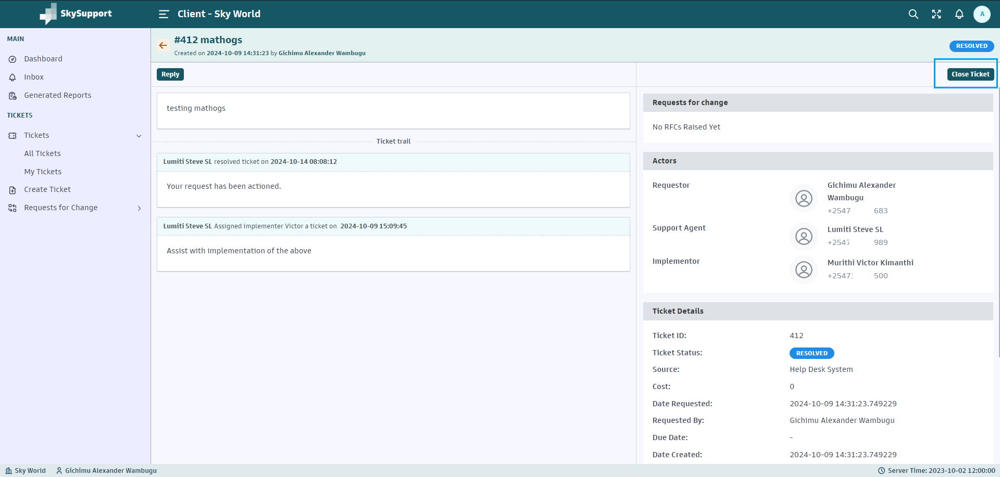 SkySupport
Client - Sky World
A
MAIN
Dashboard
Inbox
Generated Reports
TICKETS
Tickets
All Tickets
My Tickets
Create Ticket
Requests for Change
#412 mathogs
Created on 2024-10-09 14:31:23 by Gichimu Alexander Wambugu
RESOLVED
Reply
Close Ticket
testing mathogs
Ticket trail
Lumiti Steve SL resolved ticket on 2024-10-14 08:08:12
Your request has been actioned.
Lumiti Steve SL Assigned implementer Victor a ticket on 2024-10-09 15:09:45
Assist with implementation of the above
Requests for change
No RFCs Raised Yet
Actors
Requestor
Gichimu Alexander
Wambugu
+2547 683
Support Agent
Lumiti Steve SL
+2547 989
Implementor
Murithi Victor Kimanthi
+2547 500
Ticket Details
Ticket ID: 412
Ticket Status: RESOLVED
Source: Help Desk System
Cost: 0
Date Requested: 2024-10-09 14:31:23.749229
Requested By: Gichimu Alexander Wambugu
Due Date: -
Date Created: 2024-10-09 14:31:23.749229
Sky World
Gichimu Alexander Wambugu
Server Time: 2023-10-02 12:00:00